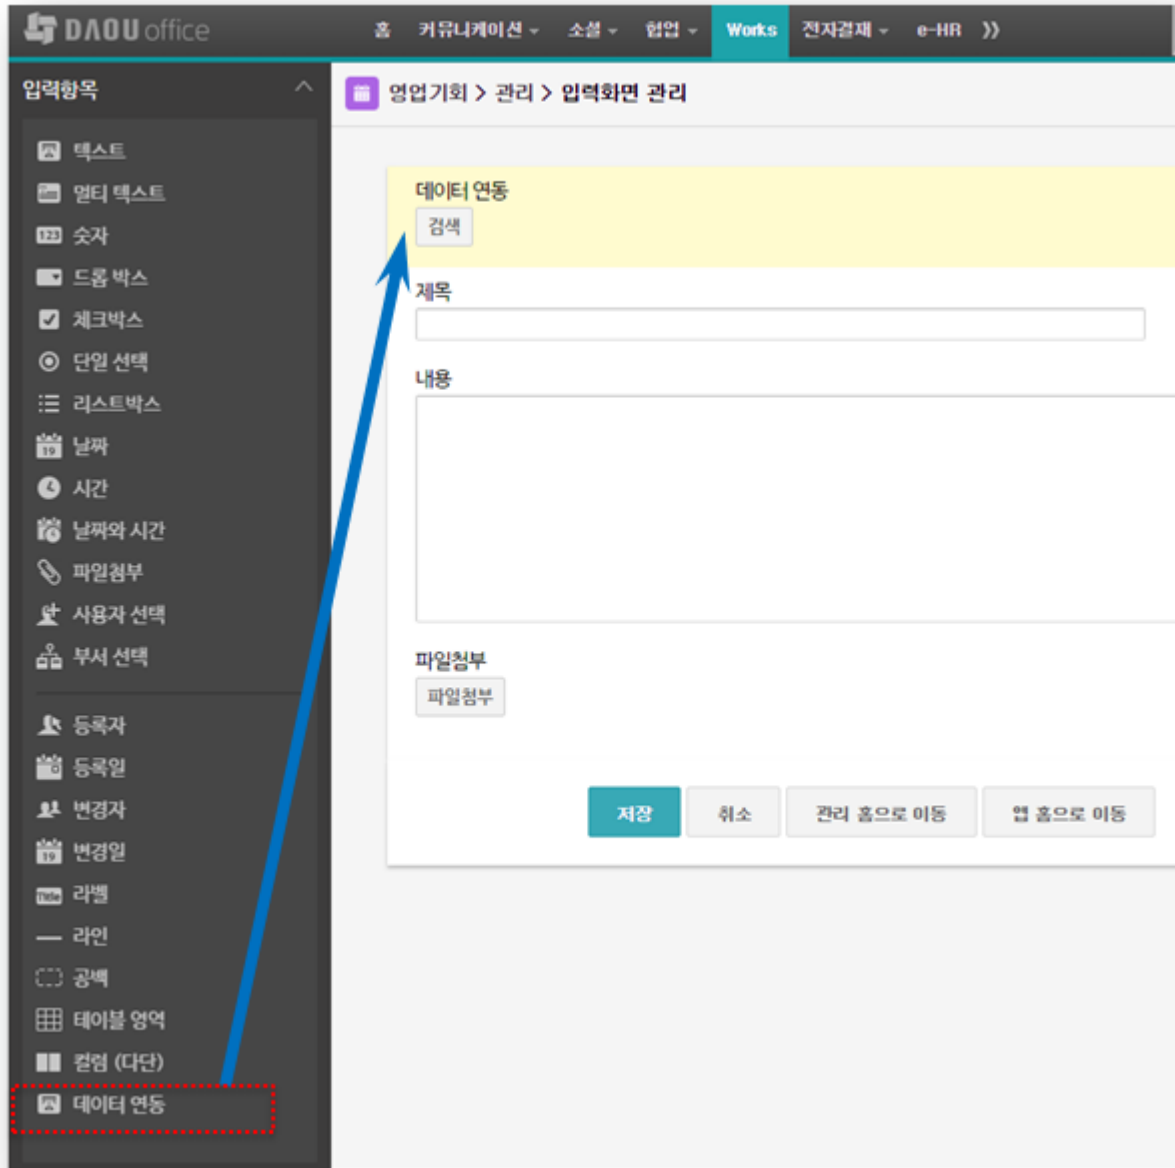 DAOU office
홈 커뮤니케이션 소셜 협업 Works 전자결재 e-HR
입력항목
영업기회 > 관리 > 입력화면 관리
텍스트
멀티 텍스트
123 숫자
드롭 박스
체크박스
단일 선택
리스트박스
19 날짜
시간
날짜와 시간
파일첨부
사용자 선택
부서 선택
등록자
등록일
변경자
19 변경일
Title 라벨
라인
공백
테이블 영역
컬럼 (다단)
데이터 연동
데이터 연동
검색
제목
내용
파일첨부
파일첨부
저장 취소 관리 홈으로 이동 앱 홈으로 이동